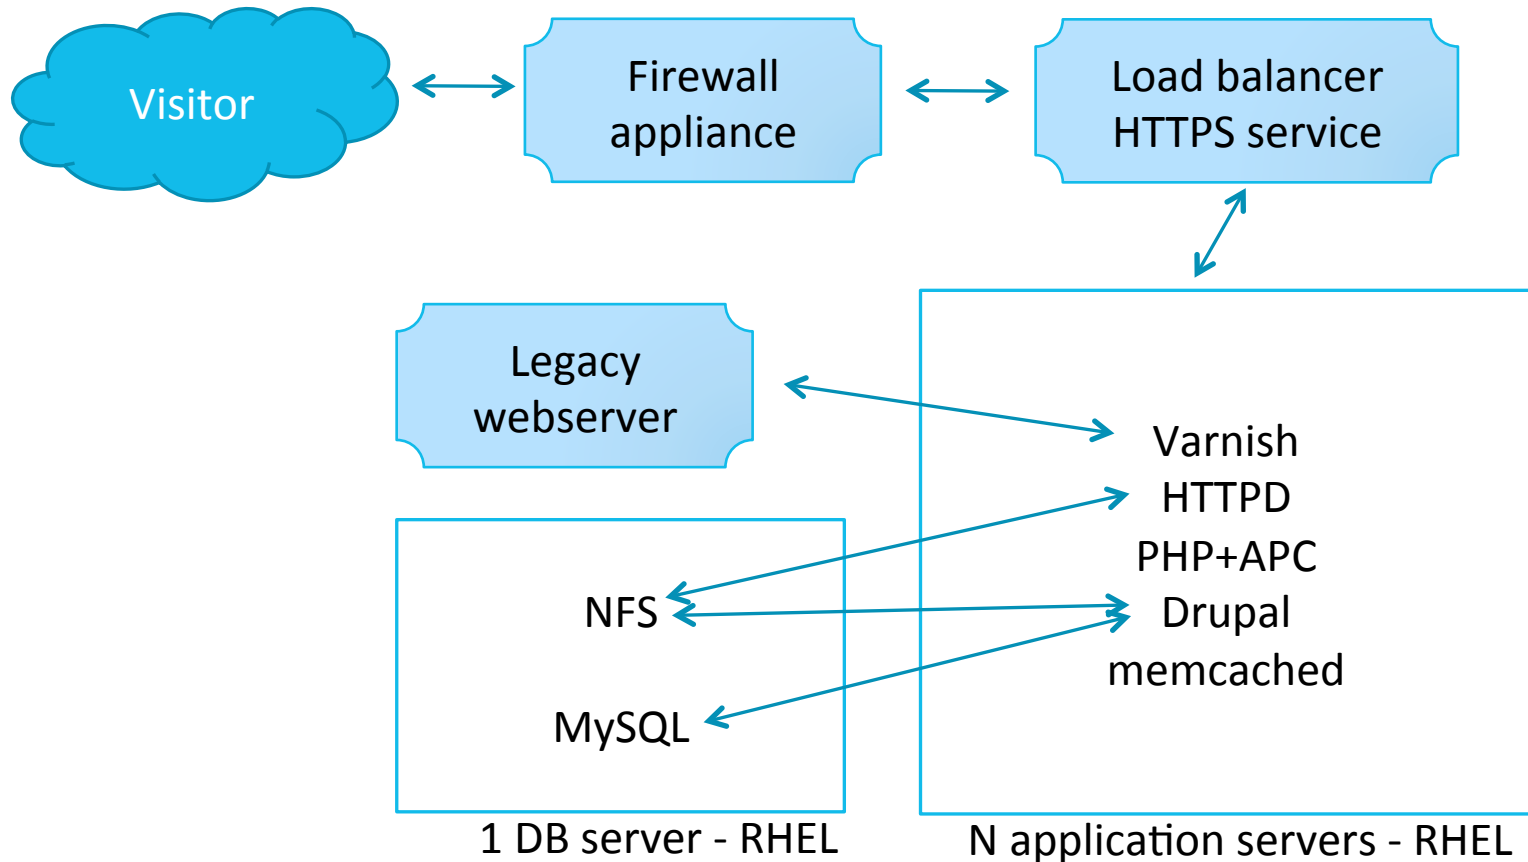 Visitor
Firewall
appliance
Load balancer
HTTPS service
Legacy
webserver
Varnish
HTTPD
PHP+APC
Drupal
memcached
NFS
MySQL
1 DB server - RHEL
N application servers - RHEL